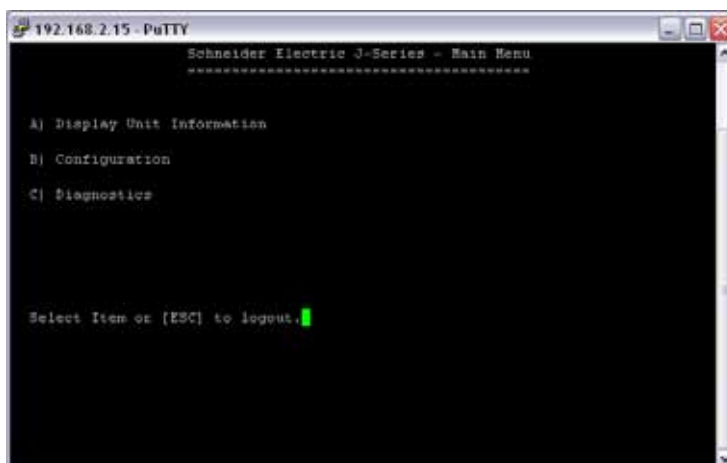 192.168.2.15 - PuTTY
Schneider Electric J-Series - Main Menu
========================================
A) Display Unit Information
B) Configuration
C) Diagnostics
Select Item or [ESC] to logout.